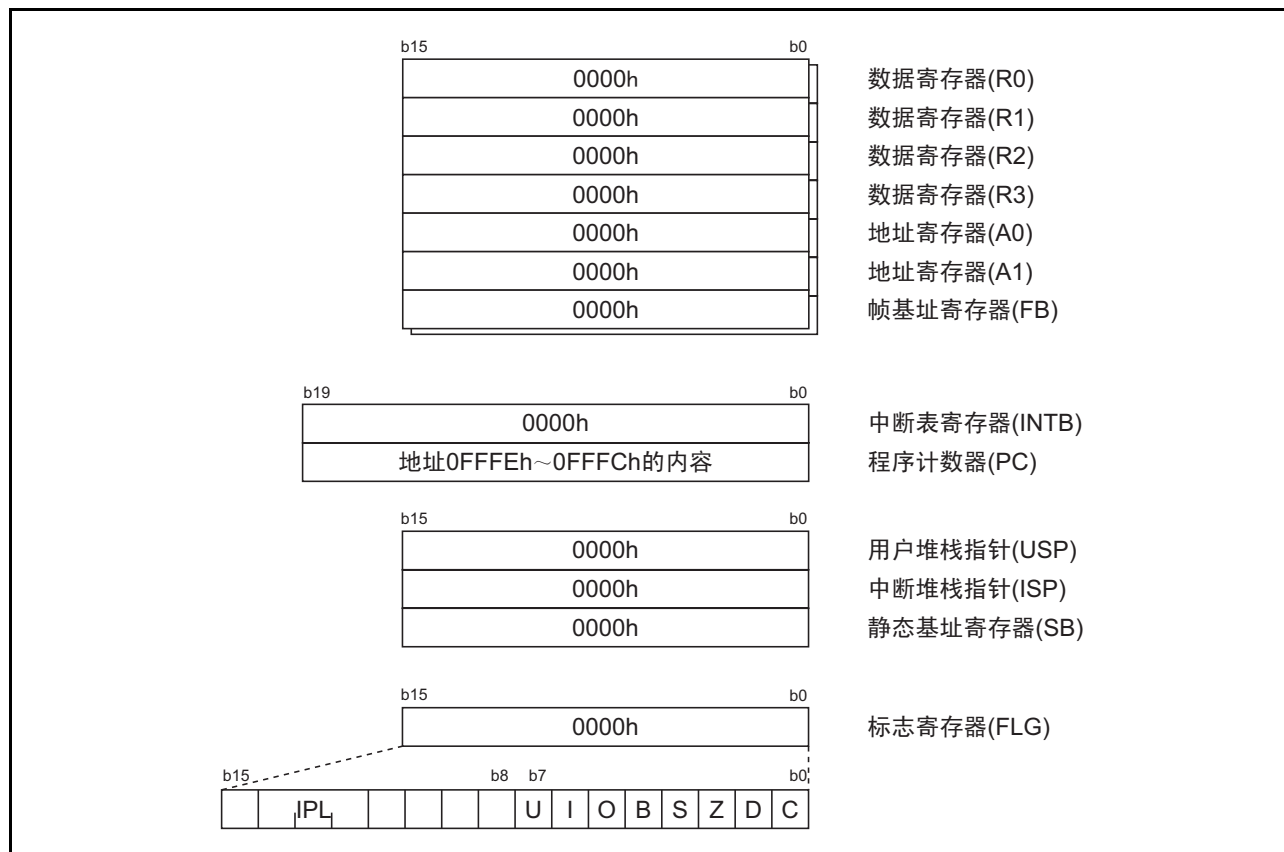 b15 b0
0000h 数据寄存器(R0)
0000h 数据寄存器(R1)
0000h 数据寄存器(R2)
0000h 数据寄存器(R3)
0000h 地址寄存器(A0)
0000h 地址寄存器(A1)
0000h 帧基址寄存器(FB)
b19 b0
0000h 中断表寄存器(INTB)
地址0FFFEh～0FFFCh的内容 程序计数器(PC)
b15 b0
0000h 用户堆栈指针(USP)
0000h 中断堆栈指针(ISP)
0000h 静态基址寄存器(SB)
b15 b0
0000h 标志寄存器(FLG)
b15 b8 b7 b0
IPL U I O B S Z D C